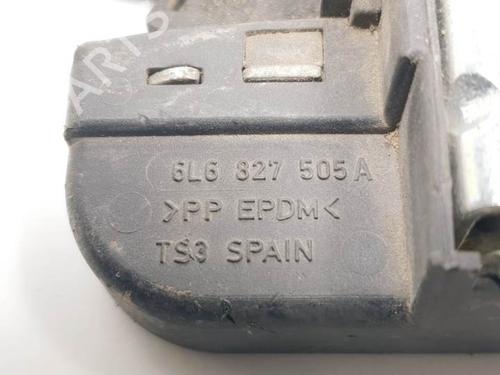 6L6 827 505 A
>PP EPDM<
TS3 SPAIN